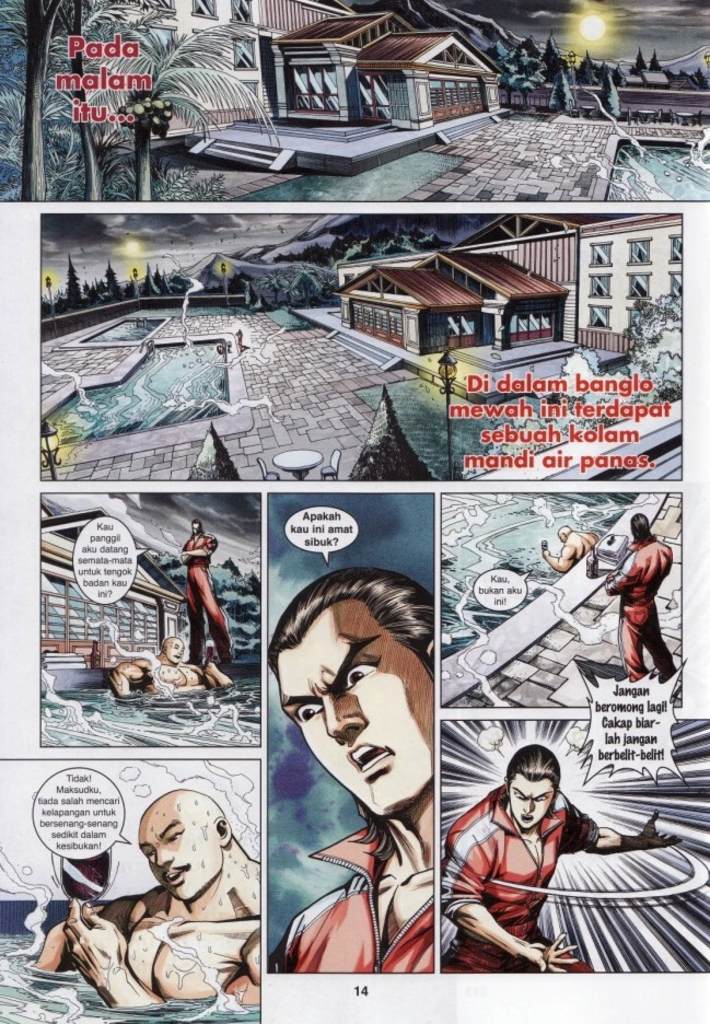 Pada
malam
itu...
Di dalam banglo
mewah ini terdapat
sebuah kolam
mandi air panas.
Kau
panggil
aku datang
semata-mata
untuk tengok
badan kau
ini?
Apakah
kau ini amat
sibuk?
Kau,
bukan aku
ini!
Tidak!
Maksudku,
tiada salah mencari
kelapangan untuk
bersenang-senang
sedikit dalam
kesibukan!
Jangan
beromong lagi!
Cakap biar-
lah jangan
berbelit-belit!
14